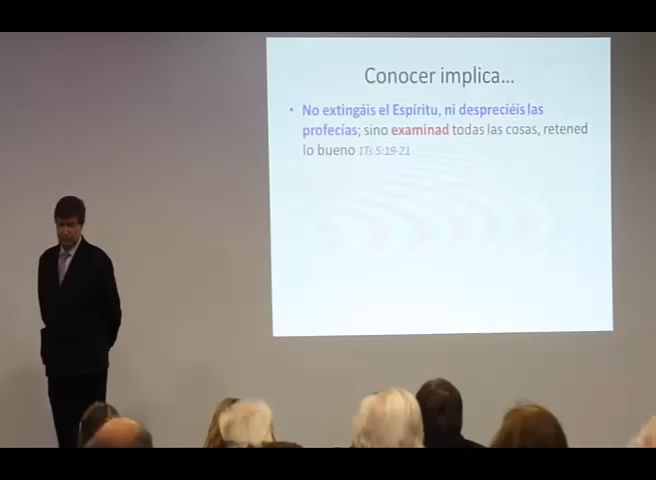 Conocer implica...
• No extingáis el Espíritu, ni despreciéis las
profecías; sino examinad todas las cosas, retened
lo bueno 1Ts 5:19-21